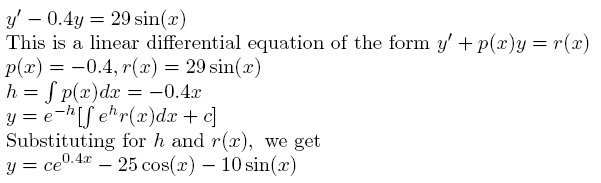 y′ − 0.4y = 29 sin(x)
This is a linear differential equation of the form y′ + p(x)y = r(x)
p(x) = −0.4, r(x) = 29 sin(x)
h = ∫ p(x)dx = −0.4x
y = e^{−h}[∫ e^h r(x)dx + c]
Substituting for h and r(x), we get
y = ce^{0.4x} − 25 cos(x) − 10 sin(x)